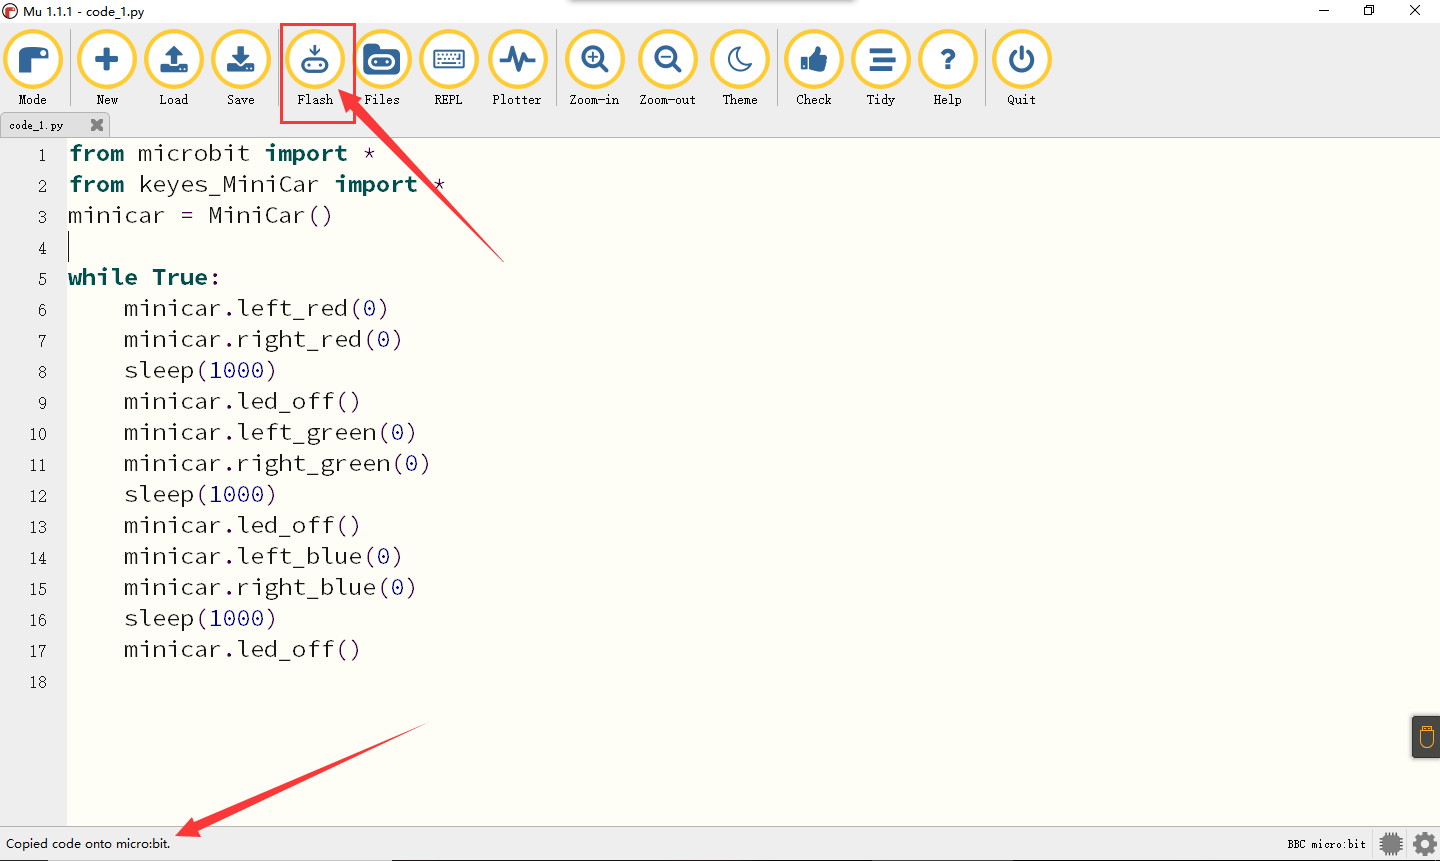 Mu 1.1.1 - code_1.py
Mode New Load Save Flash Files REPL Plotter Zoom-in Zoom-out Theme Check Tidy Help Quit
code_1.py
1 from microbit import *
2 from keyes_MiniCar import *
3 minicar = MiniCar()
4
5 while True:
6 minicar.left_red(0)
7 minicar.right_red(0)
8 sleep(1000)
9 minicar.led_off()
10 minicar.left_green(0)
11 minicar.right_green(0)
12 sleep(1000)
13 minicar.led_off()
14 minicar.left_blue(0)
15 minicar.right_blue(0)
16 sleep(1000)
17 minicar.led_off()
18
Copied code onto micro:bit. BBC micro:bit